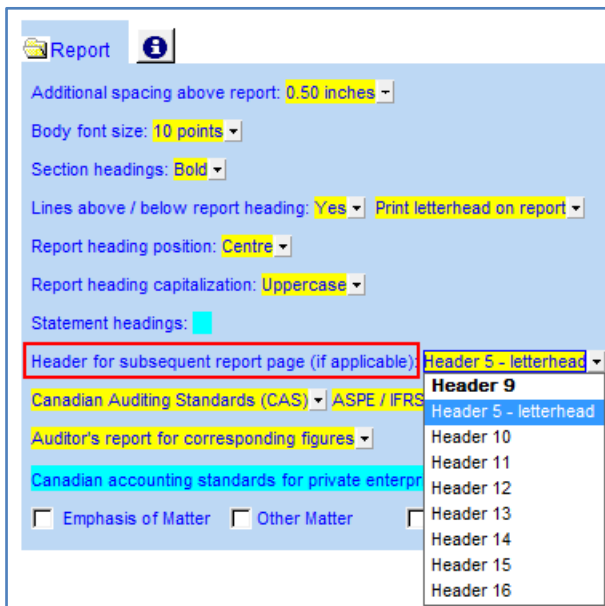 Report
Additional spacing above report: 0.50 inches
Body font size: 10 points
Section headings: Bold
Lines above / below report heading: Yes Print letterhead on report
Report heading position: Centre
Report heading capitalization: Uppercase
Statement headings:
Header for subsequent report page (if applicable): Header 5 - letterhead
Header 9
Header 5 - letterhead
Header 10
Header 11
Header 12
Header 13
Header 14
Header 15
Header 16
Canadian Auditing Standards (CAS) ASPE / IFRS
Auditor's report for corresponding figures
Canadian accounting standards for private
Emphasis of Matter Other Matter